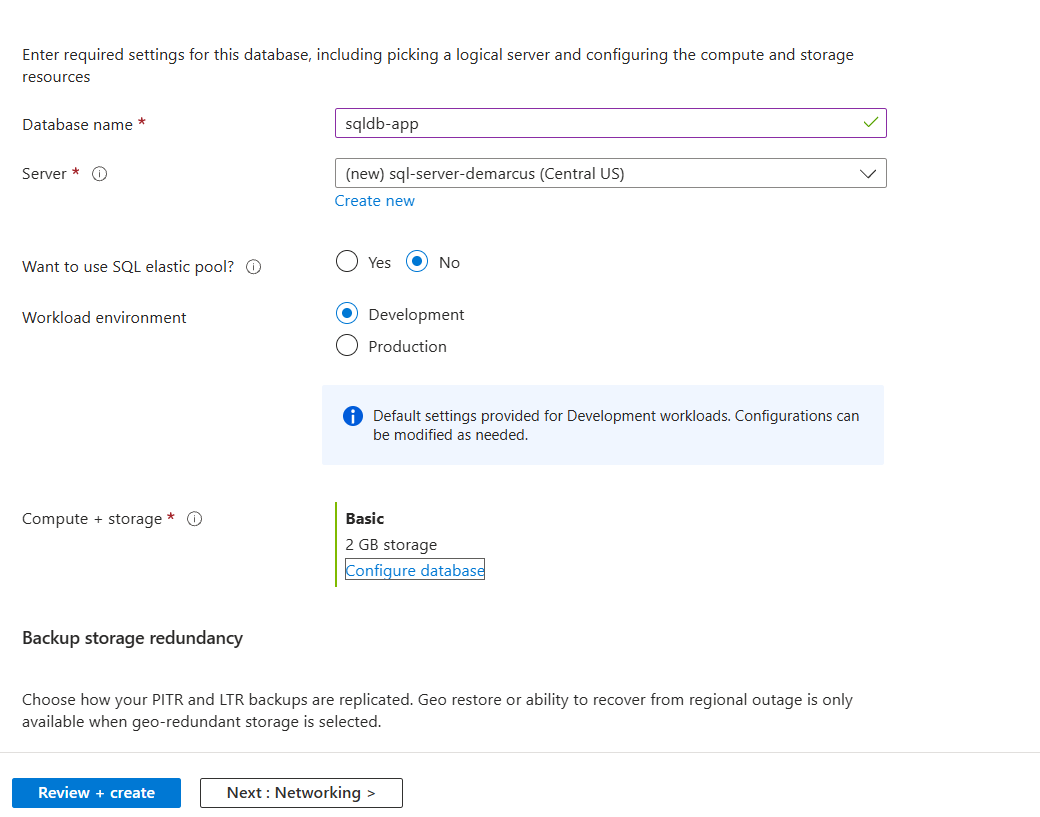 Enter required settings for this database, including picking a logical server and configuring the compute and storage
resources
Database name *
sqldb-app
Server *
(new) sql-server-demarcus (Central US)
Create new
Want to use SQL elastic pool?
Yes
No
Workload environment
Development
Production
Default settings provided for Development workloads. Configurations can
be modified as needed.
Compute + storage *
Basic
2 GB storage
Configure database
Backup storage redundancy
Choose how your PITR and LTR backups are replicated. Geo restore or ability to recover from regional outage is only
available when geo-redundant storage is selected.
Review + create
Next : Networking >